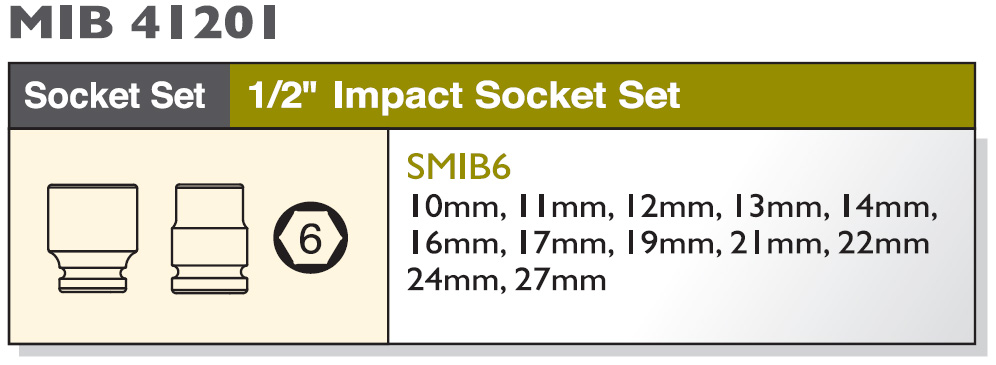 MIB 41201
Socket Set
1/2" Impact Socket Set
6
SMIB6
10mm, 11mm, 12mm, 13mm, 14mm,
16mm, 17mm, 19mm, 21mm, 22mm
24mm, 27mm